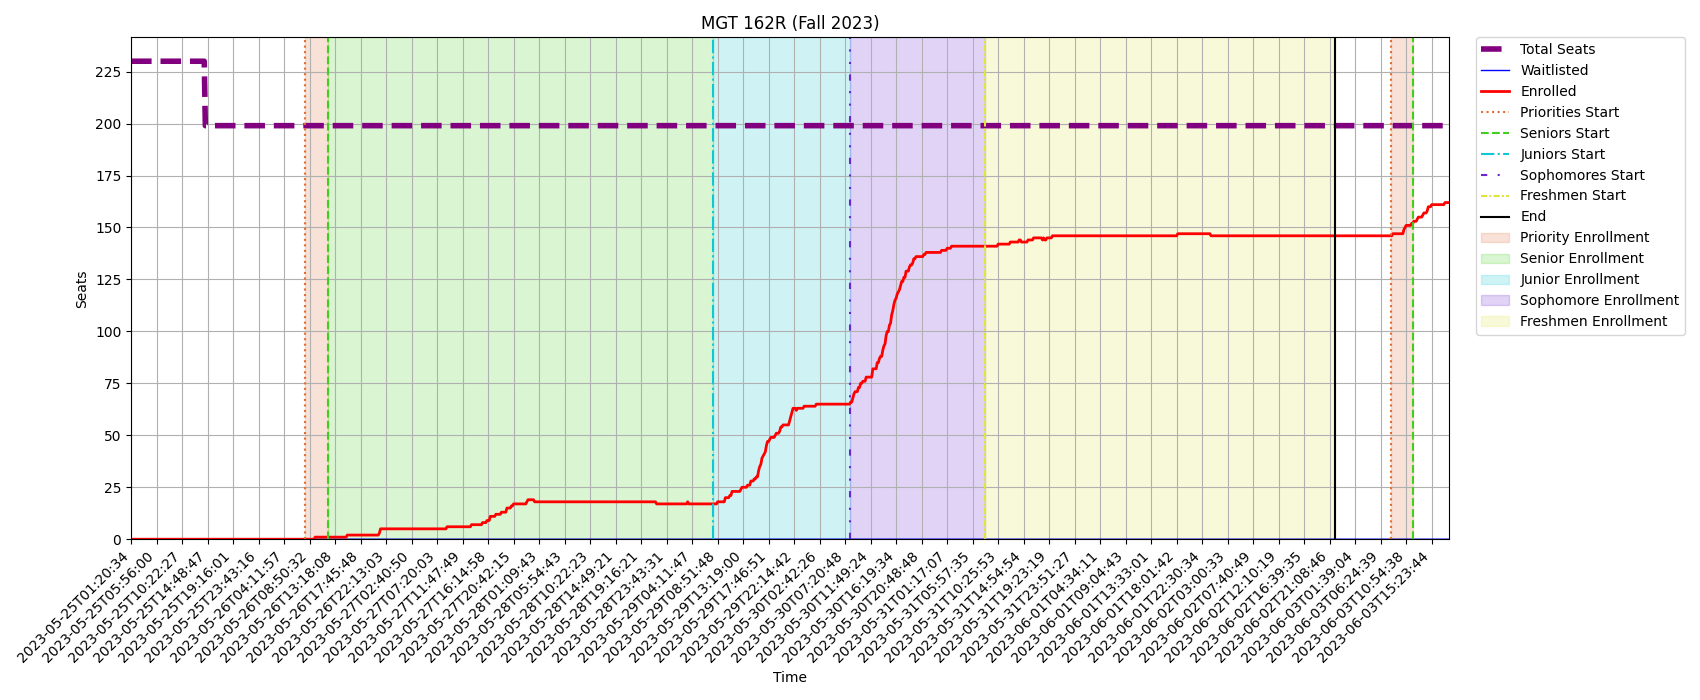 MGT 162R (Fall 2023)
Seats
225
200
175
150
125
100
75
50
25
0
2023-05-25T01:20:34
2023-05-25T05:56:00
2023-05-25T10:22:27
2023-05-25T14:48:47
2023-05-25T19:16:01
2023-05-25T23:43:16
2023-05-26T04:11:57
2023-05-26T08:50:32
2023-05-26T13:18:08
2023-05-26T17:45:48
2023-05-26T22:13:03
2023-05-27T02:40:50
2023-05-27T07:20:03
2023-05-27T11:47:49
2023-05-27T16:14:58
2023-05-27T20:42:15
2023-05-28T01:09:43
2023-05-28T05:54:43
2023-05-28T10:22:23
2023-05-28T14:49:21
2023-05-28T19:16:21
2023-05-28T23:43:31
2023-05-29T04:11:47
2023-05-29T08:51:48
2023-05-29T13:19:00
2023-05-29T17:46:51
2023-05-29T22:14:42
2023-05-30T02:42:26
2023-05-30T07:20:48
2023-05-30T11:49:24
2023-05-30T16:19:34
2023-05-30T20:48:48
2023-05-31T01:17:07
2023-05-31T05:57:35
2023-05-31T10:25:53
2023-05-31T14:54:54
2023-05-31T19:23:19
2023-05-31T23:51:27
2023-06-01T04:34:11
2023-06-01T09:04:43
2023-06-01T13:33:01
2023-06-01T18:01:42
2023-06-01T22:30:34
2023-06-02T03:00:33
2023-06-02T07:40:49
2023-06-02T12:10:19
2023-06-02T16:39:35
2023-06-02T21:08:46
2023-06-03T01:39:04
2023-06-03T06:24:39
2023-06-03T10:54:38
2023-06-03T15:23:44
Time
Total Seats
Waitlisted
Enrolled
Priorities Start
Seniors Start
Juniors Start
Sophomores Start
Freshmen Start
End
Priority Enrollment
Senior Enrollment
Junior Enrollment
Sophomore Enrollment
Freshmen Enrollment